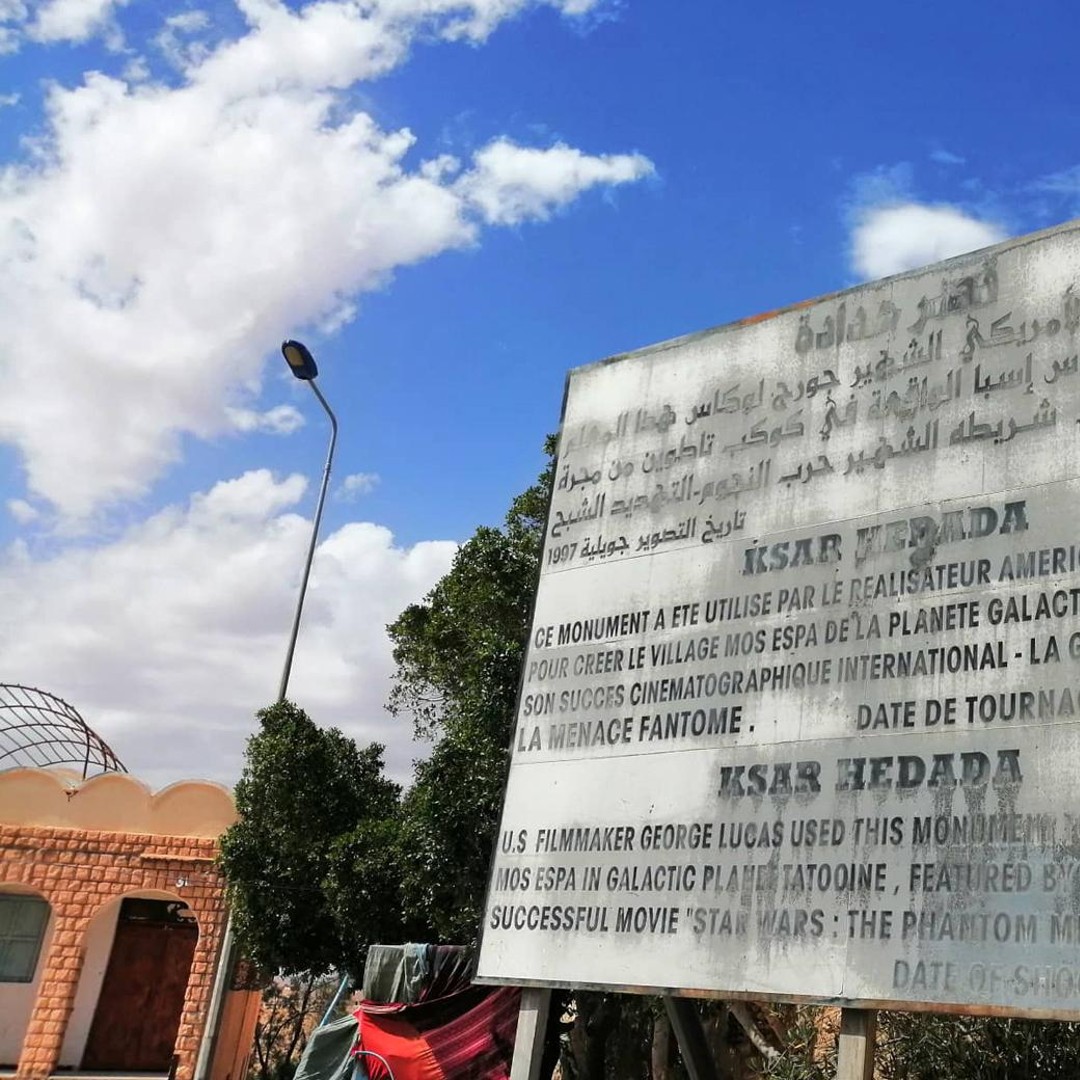 قصر حدادة
لأمريكي الشهير جورج لوكاس هذا المعلم
س إسبا الواقعة في كوكب تاطوين من مجرة
شريطه الشهير حرب النجوم-التهديد الشبح
تاريخ التصوير جويلية 1997
KSAR HEDADA
CE MONUMENT A ETE UTILISE PAR LE REALISATEUR AMERIC
POUR CREER LE VILLAGE MOS ESPA DE LA PLANETE GALACT
SON SUCCES CINEMATOGRAPHIQUE INTERNATIONAL - LA G
LA MENACE FANTOME . DATE DE TOURNA
KSAR HEDADA
U.S FILMMAKER GEORGE LUCAS USED THIS MONUMENT
MOS ESPA IN GALACTIC PLANET TATOOINE , FEATURED BY
SUCCESSFUL MOVIE "STAR WARS : THE PHANTOM M
DATE OF SHO